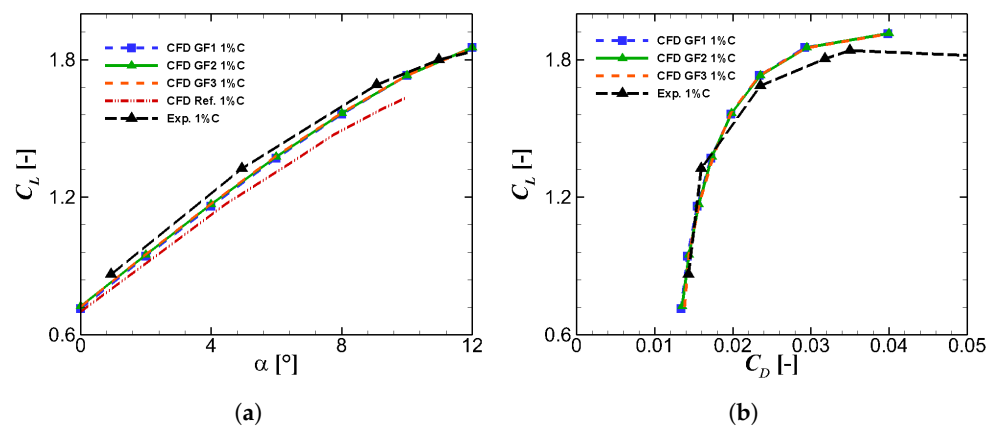 CFD GF1 1%C
CFD GF2 1%C
CFD GF3 1%C
CFD Ref. 1%C
Exp. 1%C
C_L [-]
1.8
1.2
0.6
0 4 8 12
α [°]
(a)
CFD GF1 1%C
CFD GF2 1%C
CFD GF3 1%C
Exp. 1%C
C_L [-]
1.8
1.2
0.6
0 0.01 0.02 0.03 0.04 0.05
C_D [-]
(b)